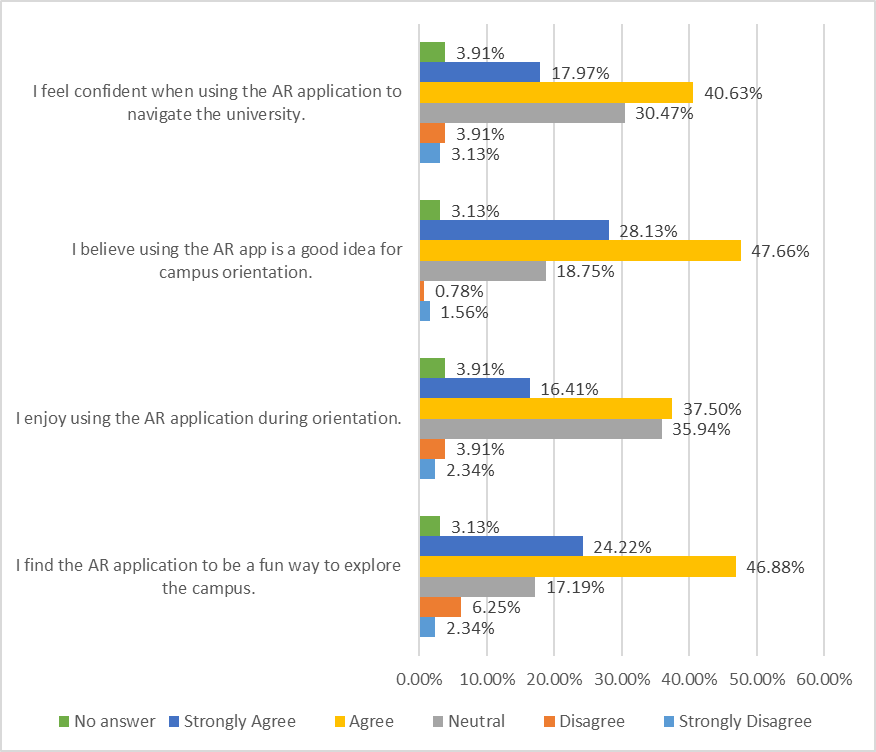 3.91%
17.97%
I feel confident when using the AR application to
navigate the university.
40.63%
30.47%
3.91%
3.13%
3.13%
28.13%
I believe using the AR app is a good idea for
campus orientation.
47.66%
18.75%
0.78%
1.56%
3.91%
16.41%
I enjoy using the AR application during orientation.
37.50%
35.94%
3.91%
2.34%
3.13%
24.22%
I find the AR application to be a fun way to explore
the campus.
46.88%
17.19%
6.25%
2.34%
0.00% 10.00% 20.00% 30.00% 40.00% 50.00% 60.00%
No answer Strongly Agree Agree Neutral Disagree Strongly Disagree